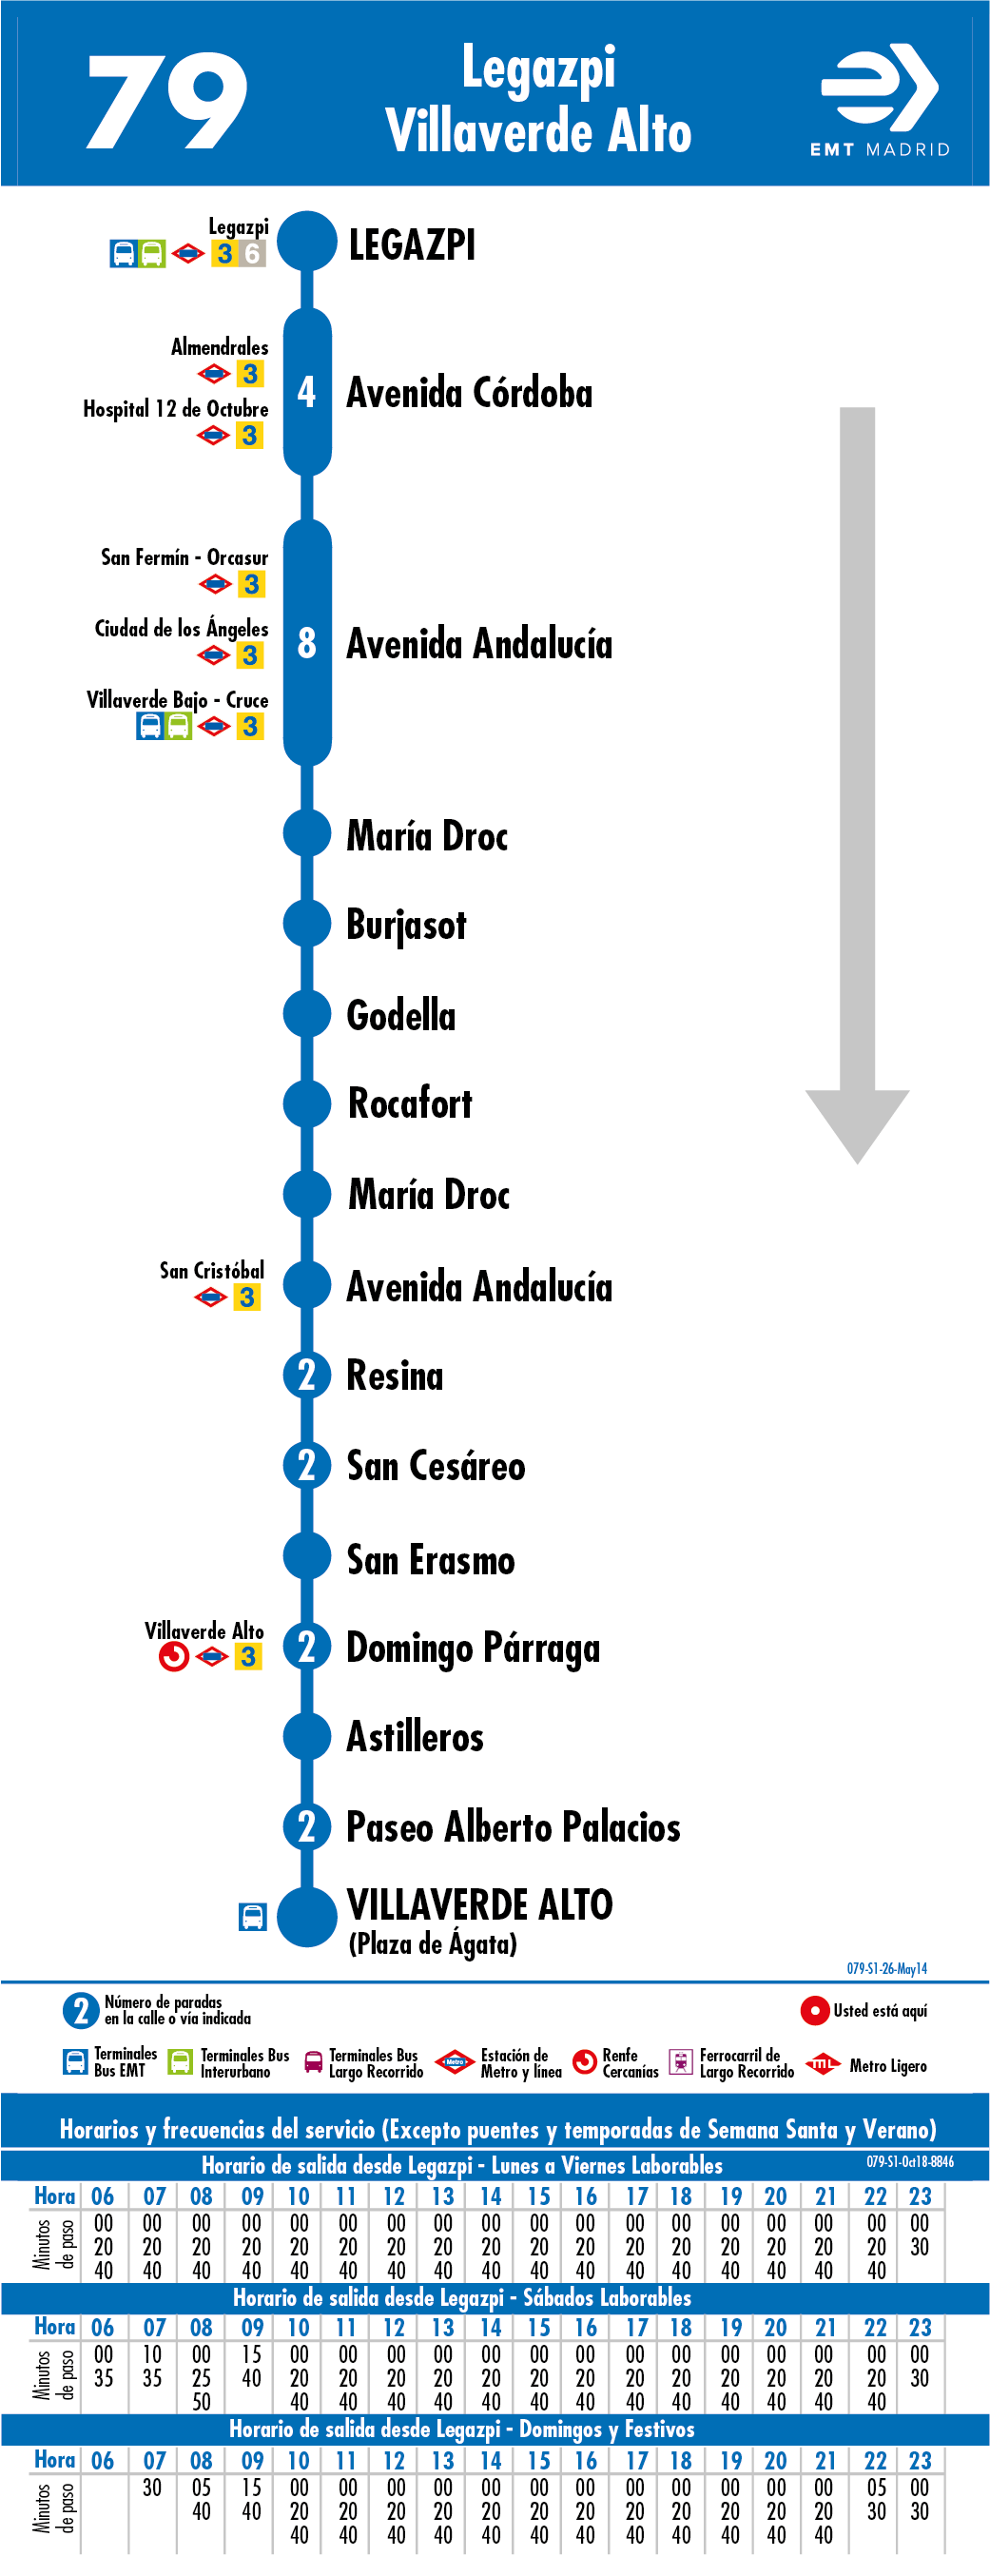 79
Legazpi
Villaverde Alto
EMT MADRID
Legazpi
3 6
LEGAZPI
Almendrales
3
Hospital 12 de Octubre
3
4
Avenida Córdoba
San Fermín - Orcasur
3
Ciudad de los Ángeles
3
Villaverde Bajo - Cruce
3
8
Avenida Andalucía
María Droc
Burjasot
Godella
Rocafort
María Droc
San Cristóbal
3
Avenida Andalucía
2 Resina
2 San Cesáreo
San Erasmo
Villaverde Alto
3
2 Domingo Párraga
Astilleros
2 Paseo Alberto Palacios
VILLAVERDE ALTO
(Plaza de Ágata)
079-S1-26-May14
2
Número de paradas
en la calle o vía indicada
Usted está aquí
Terminales
Bus EMT
Terminales Bus
Interurbano
Terminales Bus
Largo Recorrido
Metro
Estación de
Metro y línea
Renfe
Cercanías
Ferrocarril de
Largo Recorrido
ML
Metro Ligero
Horarios y frecuencias del servicio (Excepto puentes y temporadas de Semana Santa y Verano)
Horario de salida desde Legazpi - Lunes a Viernes Laborables
079-S1-Oct18-8846
Hora 06 07 08 09 10 11 12 13 14 15 16 17 18 19 20 21 22 23
Minutos
de paso
00 00 00 00 00 00 00 00 00 00 00 00 00 00 00 00 00 00
20 20 20 20 20 20 20 20 20 20 20 20 20 20 20 20 20 30
40 40 40 40 40 40 40 40 40 40 40 40 40 40 40 40 40
Horario de salida desde Legazpi - Sábados Laborables
Hora 06 07 08 09 10 11 12 13 14 15 16 17 18 19 20 21 22 23
Minutos
de paso
00 10 00 15 00 00 00 00 00 00 00 00 00 00 00 00 00 00
35 35 25 40 20 20 20 20 20 20 20 20 20 20 20 20 20 30
50 40 40 40 40 40 40 40 40 40 40 40 40 40
Horario de salida desde Legazpi - Domingos y Festivos
Hora 06 07 08 09 10 11 12 13 14 15 16 17 18 19 20 21 22 23
Minutos
de paso
30 05 15 00 00 00 00 00 00 00 00 00 00 00 00 05 00
40 40 20 20 20 20 20 20 20 20 20 20 20 20 30 30
40 40 40 40 40 40 40 40 40 40 40 40